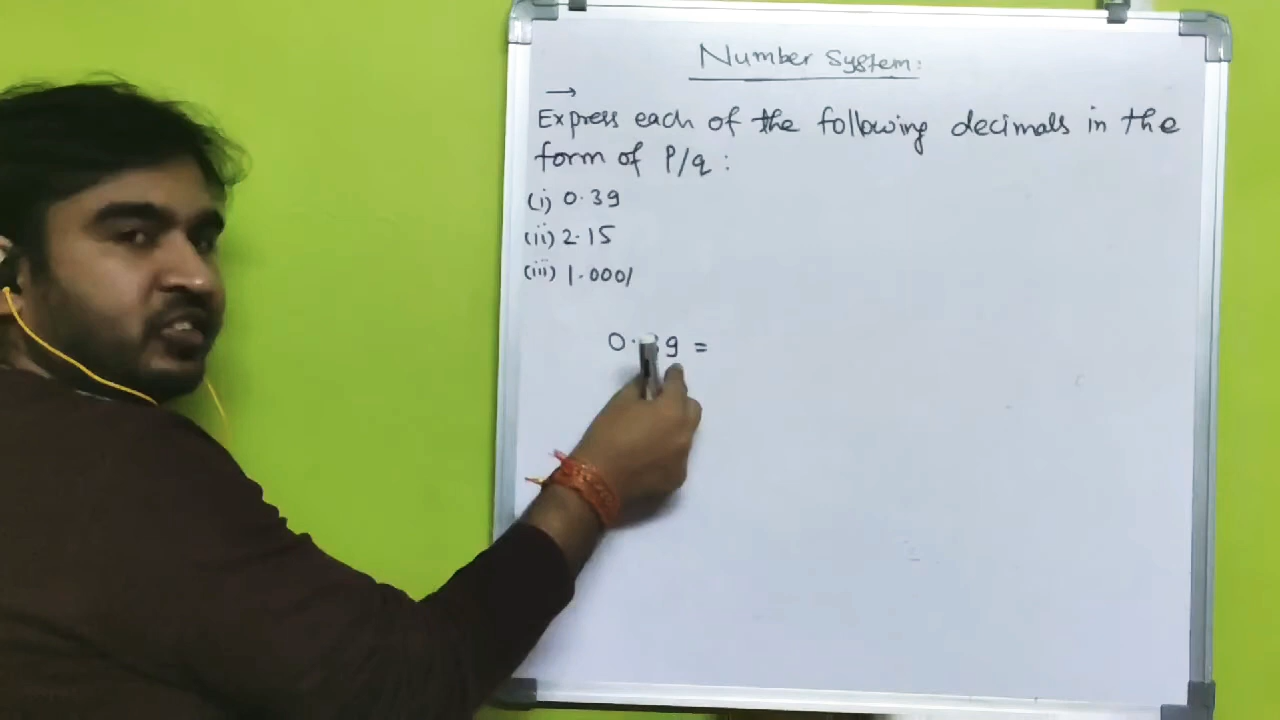 Number System:
→
Express each of the following decimals in the
form of P/q:
(i) 0.39
(ii) 2.15
(iii) 1.0001
0. 9 =